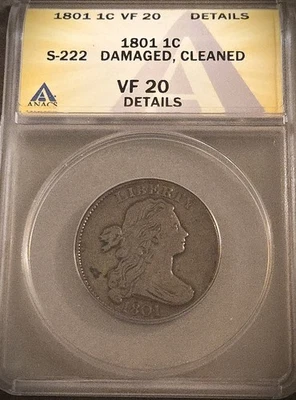 1801 1C VF 20 DETAILS
1801 1C
S-222 DAMAGED, CLEANED
VF 20
DETAILS
ANACS
LIBERTY
1801